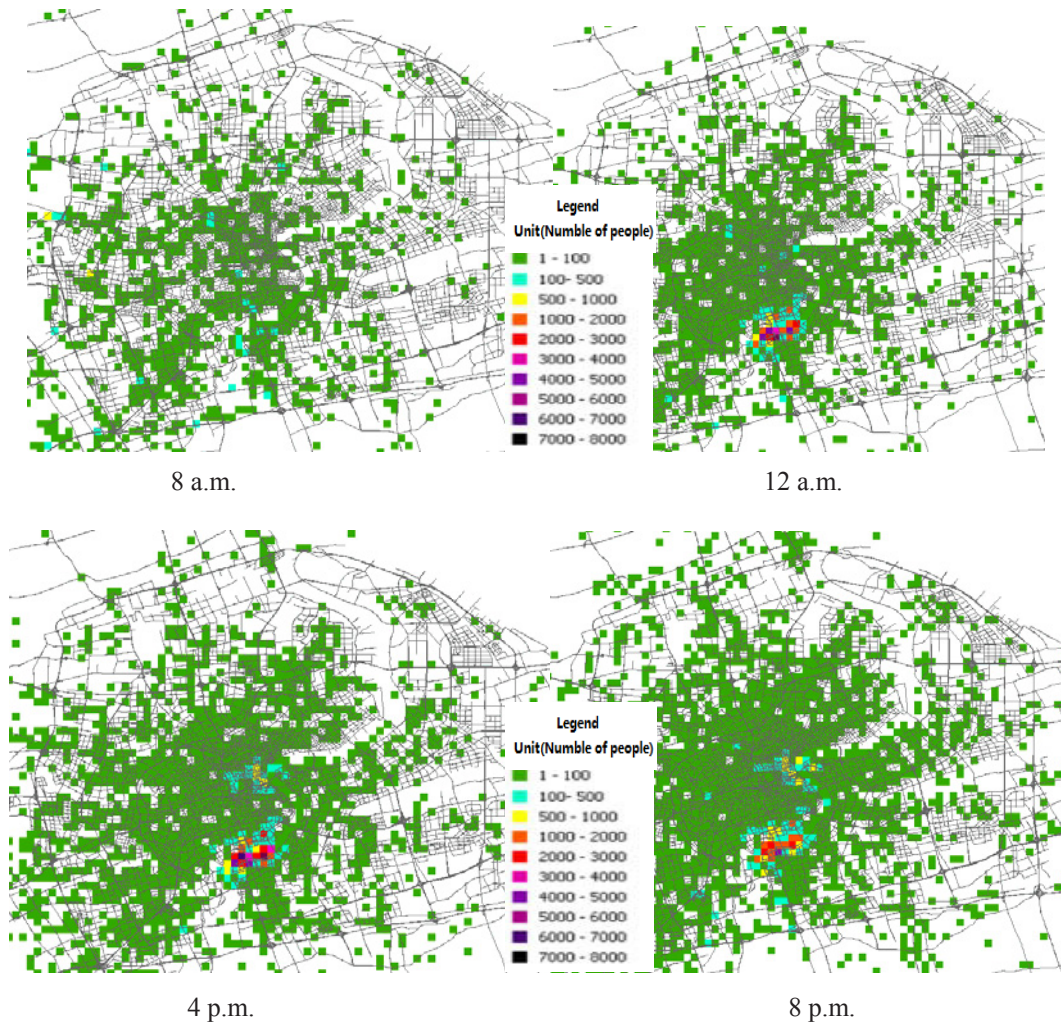 Legend
Unit(Numble of people)
1 - 100
100- 500
500 - 1000
1000 - 2000
2000 - 3000
3000 - 4000
4000 - 5000
5000 - 6000
6000 - 7000
7000 - 8000
8 a.m.
12 a.m.
Legend
Unit(Numble of people)
1 - 100
100- 500
500 - 1000
1000 - 2000
2000 - 3000
3000 - 4000
4000 - 5000
5000 - 6000
6000 - 7000
7000 - 8000
4 p.m.
8 p.m.